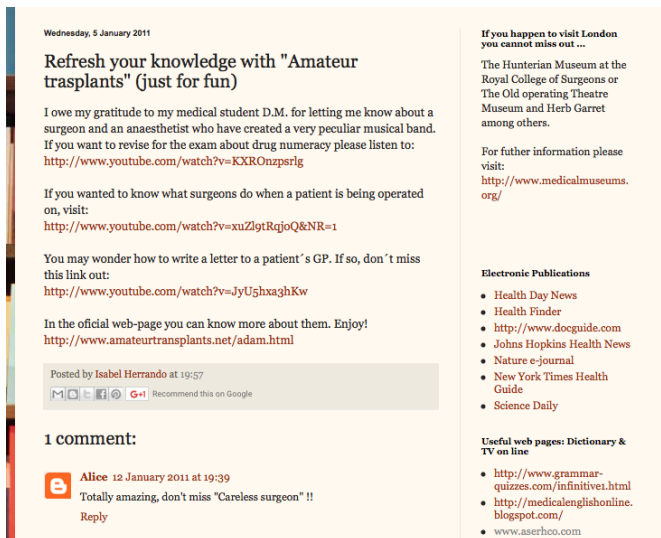 Wednesday, 5 January 2011
Refresh your knowledge with "Amateur
trasplants" (just for fun)
I owe my gratitude to my medical student D.M. for letting me know about a
surgeon and an anaesthetist who have created a very peculiar musical band.
If you want to revise for the exam about drug numeracy please listen to:
http://www.youtube.com/watch?v=KXROnzpsrlg
If you wanted to know what surgeons do when a patient is being operated
on, visit:
http://www.youtube.com/watch?v=xuZl9tRqjoQ&NR=1
You may wonder how to write a letter to a patient´s GP. If so, don´t miss
this link out:
http://www.youtube.com/watch?v=JyU5hxa3hKw
In the oficial web-page you can know more about them. Enjoy!
http://www.amateurtransplants.net/adam.html
Posted by Isabel Herrando at 19:57
G+1 Recommend this on Google
1 comment:
Alice 12 January 2011 at 19:39
Totally amazing, don't miss "Careless surgeon" !!
Reply
If you happen to visit London
you cannot miss out ...
The Hunterian Museum at the
Royal College of Surgeons or
The Old operating Theatre
Museum and Herb Garret
among others.
For futher information please
visit:
http://www.medicalmuseums.
org/
Electronic Publications
Health Day News
Health Finder
http://www.docguide.com
Johns Hopkins Health News
Nature e-journal
New York Times Health
Guide
Science Daily
Useful web pages: Dictionary &
TV on line
http://www.grammar-
quizzes.com/infinitive1.html
http://medicalenglishonline.
blogspot.com/
www.aserhco.com